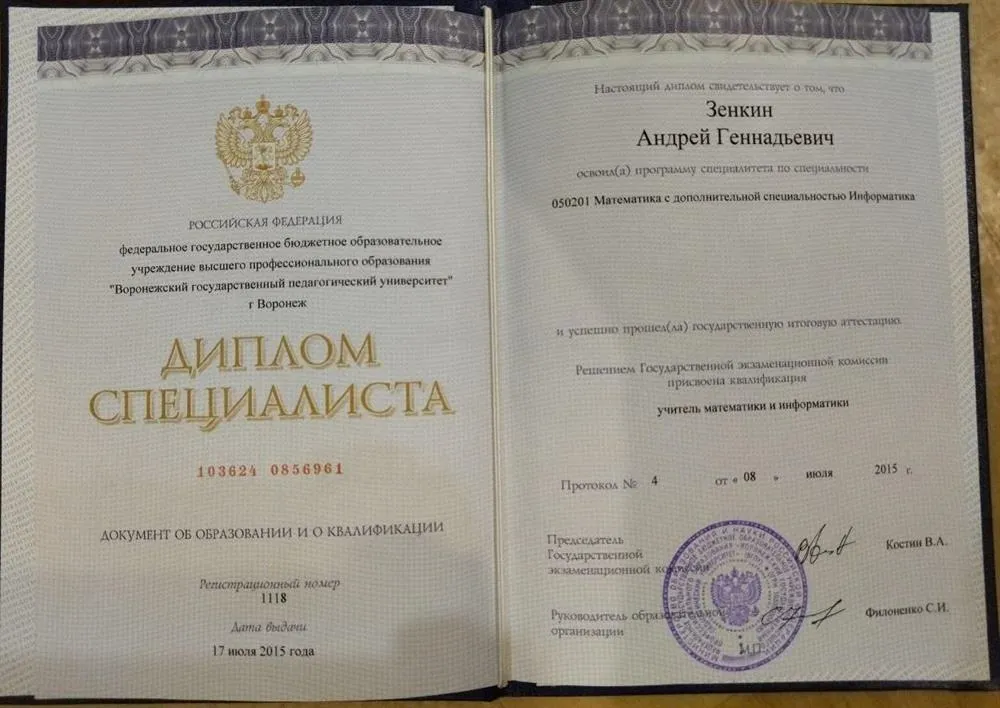 РОССИЙСКАЯ ФЕДЕРАЦИЯ
федеральное государственное бюджетное образовательное
учреждение высшего профессионального образования
"Воронежский государственный педагогический университет"
г Воронеж
ДИПЛОМ
СПЕЦИАЛИСТА
103624 0856961
ДОКУМЕНТ ОБ ОБРАЗОВАНИИ И О КВАЛИФИКАЦИИ
Регистрационный номер
1118
Дата выдачи
17 июля 2015 года
Настоящий диплом свидетельствует о том, что
Зенкин
Андрей Геннадьевич
освоил(а) программу специалитета по специальности
050201 Математика с дополнительной специальностью Информатика
и успешно прошел(ла) государственную итоговую аттестацию.
Решением Государственной экзаменационной комиссии
присвоена квалификация
учитель математики и информатики
Протокол № 4 от « 08 » июля 2015 г.
Председатель
Государственной
экзаменационной комиссии
Костин В.А.
Руководитель образовательной
организации
Филоненко С.И.
М.П.